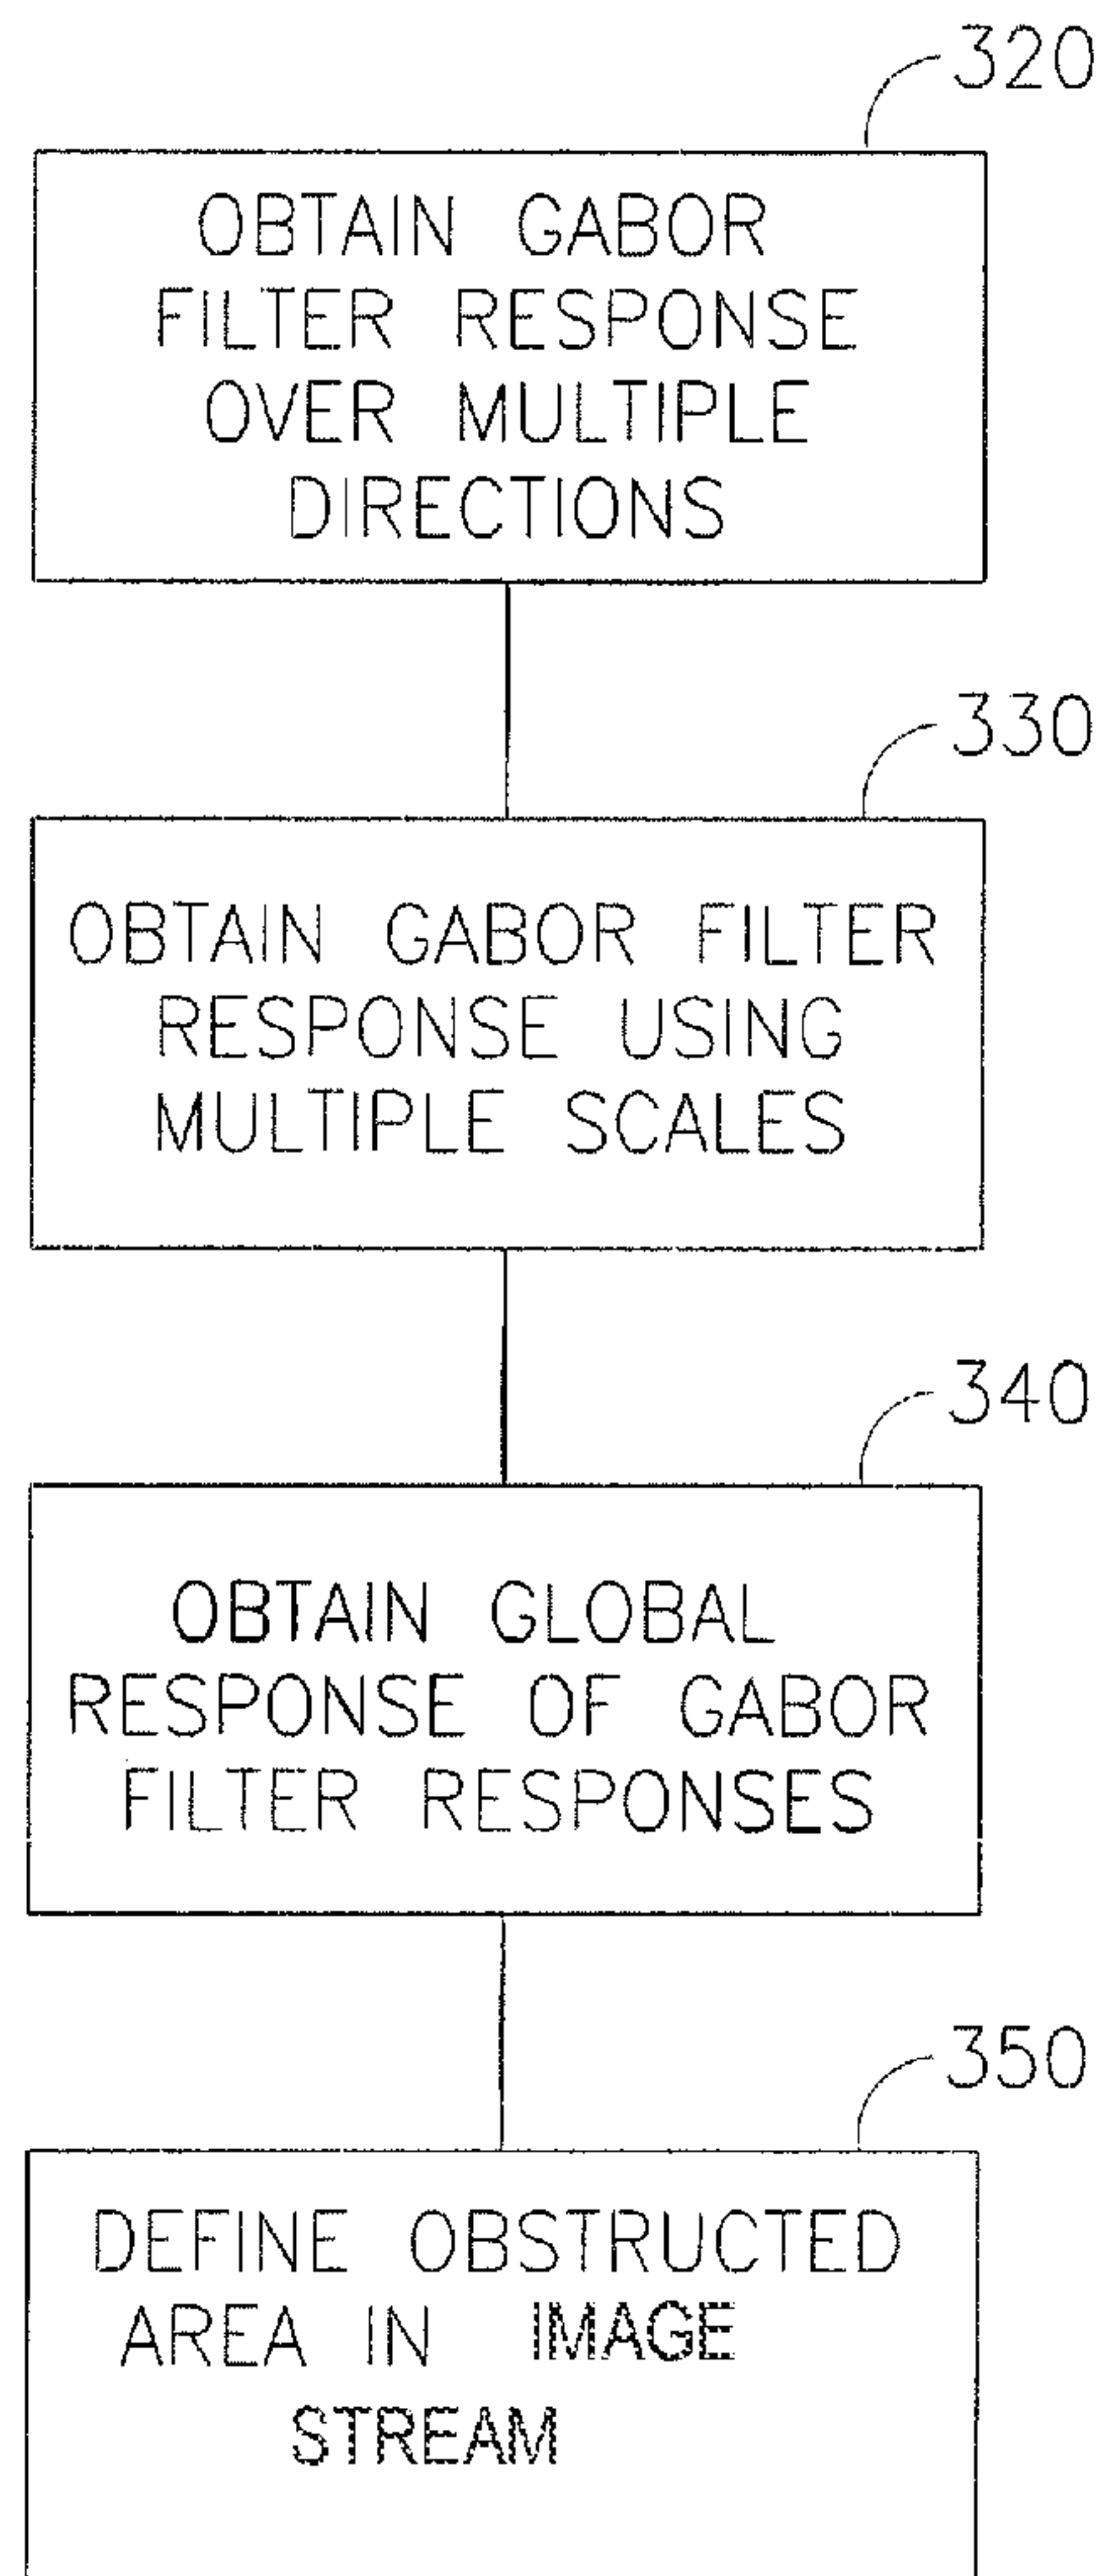 320
OBTAIN GABOR
FILTER RESPONSE
OVER MULTIPLE
DIRECTIONS
330
OBTAIN GABOR FILTER
RESPONSE USING
MULTIPLE SCALES
340
OBTAIN GLOBAL
RESPONSE OF GABOR
FILTER RESPONSES
350
DEFINE OBSTRUCTED
AREA IN IMAGE
STREAM